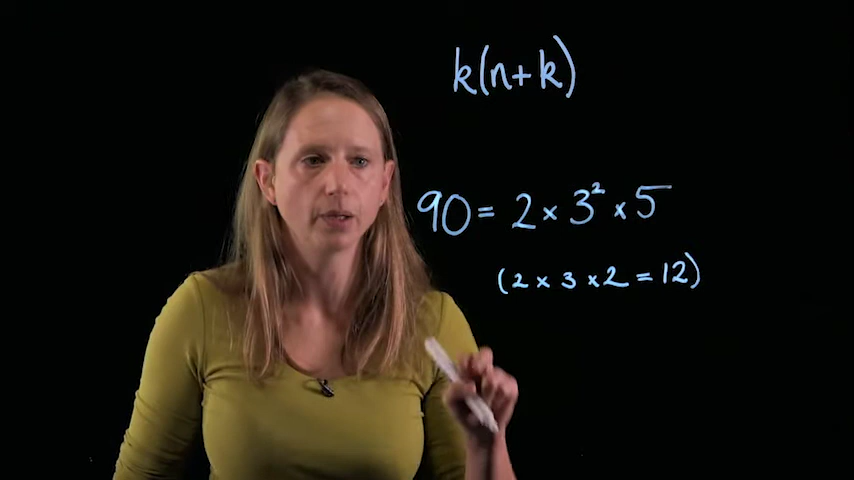 k(n+k)
90 = 2 × 3² × 5
(2 × 3 × 2 = 12)